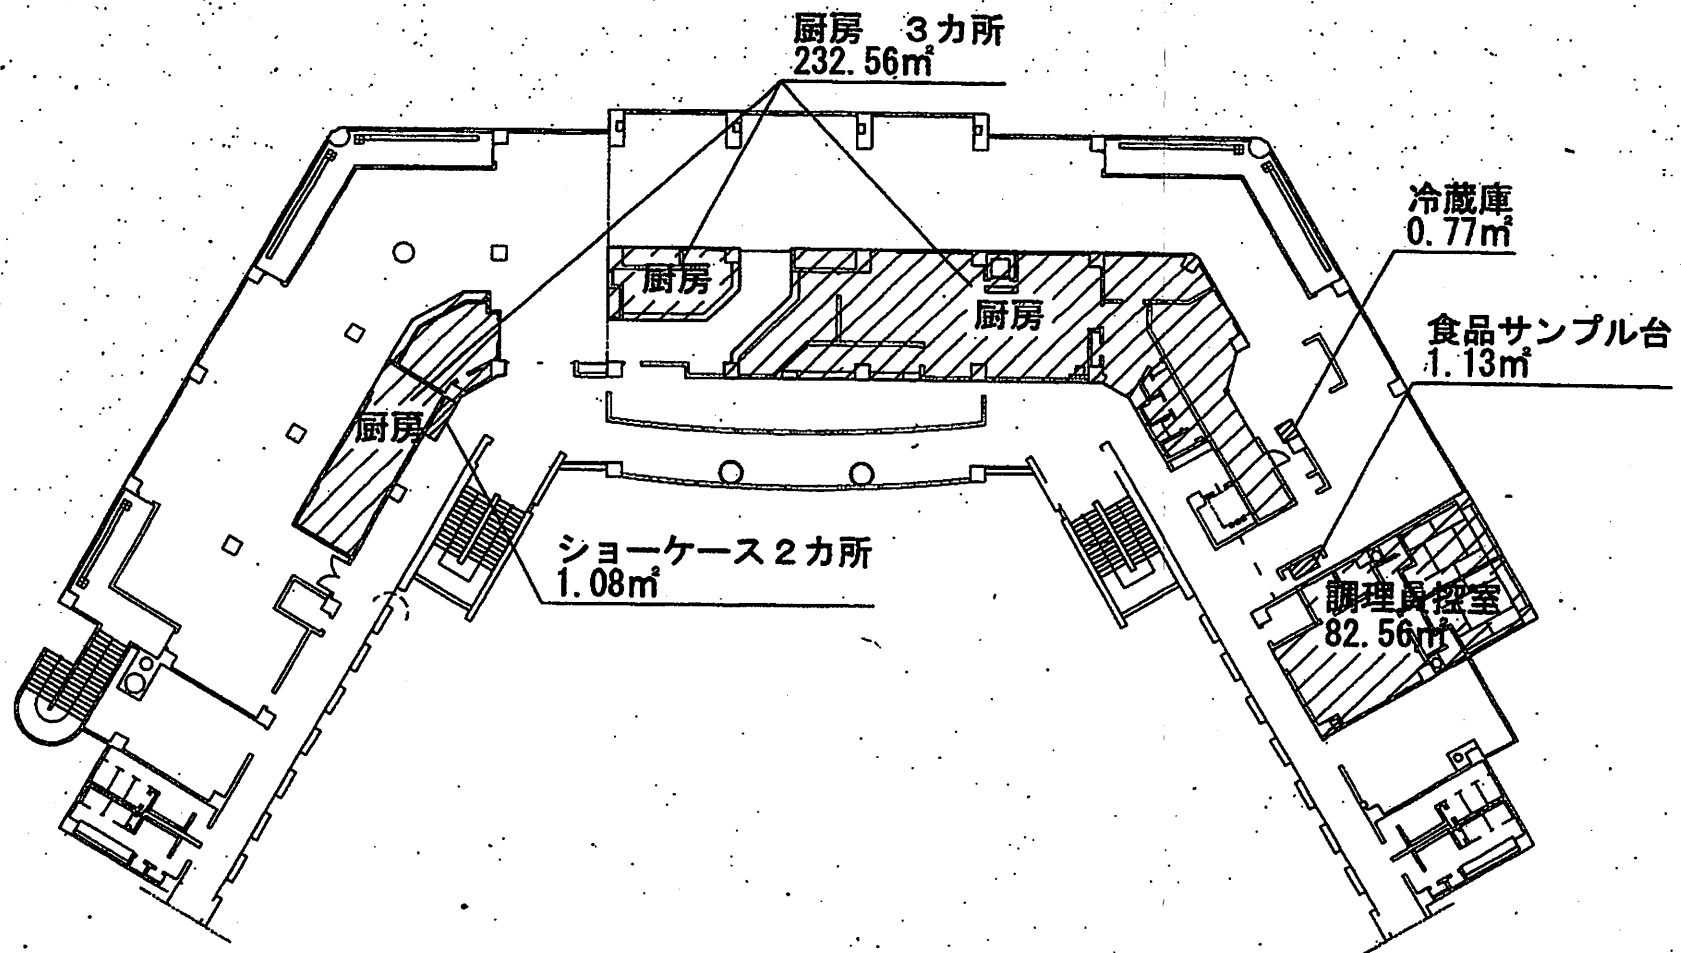 厨房　３カ所
232.56㎡
冷蔵庫
0.77㎡
厨房
厨房
食品サンプル台
1.13㎡
厨房
ショーケース２カ所
1.08㎡
調理員控室
82.56㎡